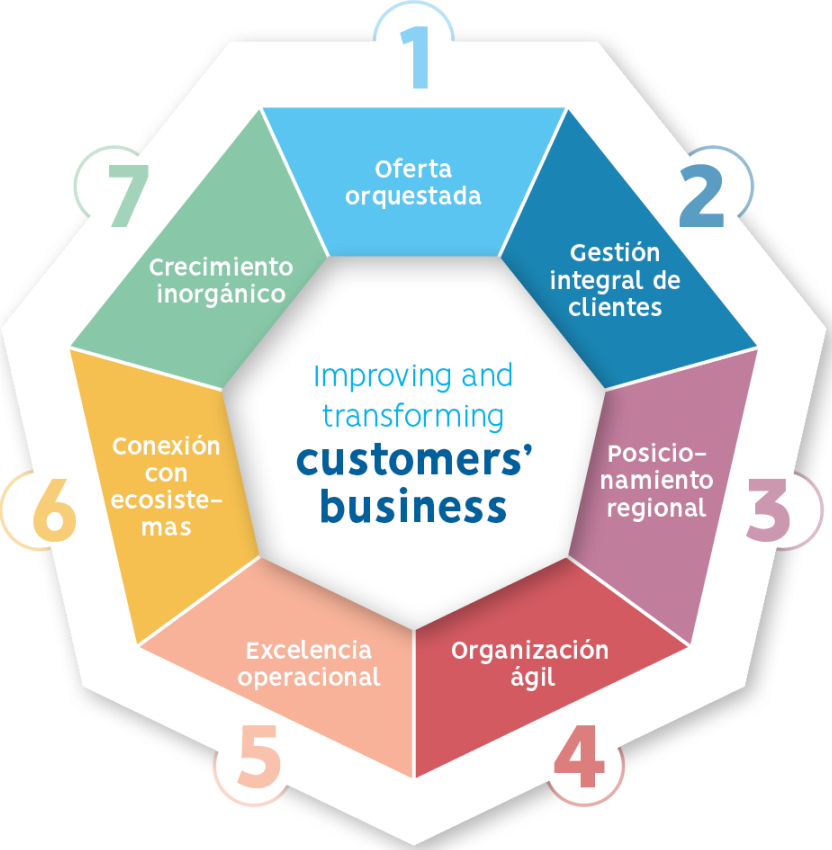 1
Oferta
orquestada
2
Gestión
integral de
clientes
3
Posicio-
namiento
regional
4
Organización
ágil
5
Excelencia
operacional
6
Conexión
con
ecosiste-
mas
7
Crecimiento
inorgánico
Improving and
transforming
customers’
business